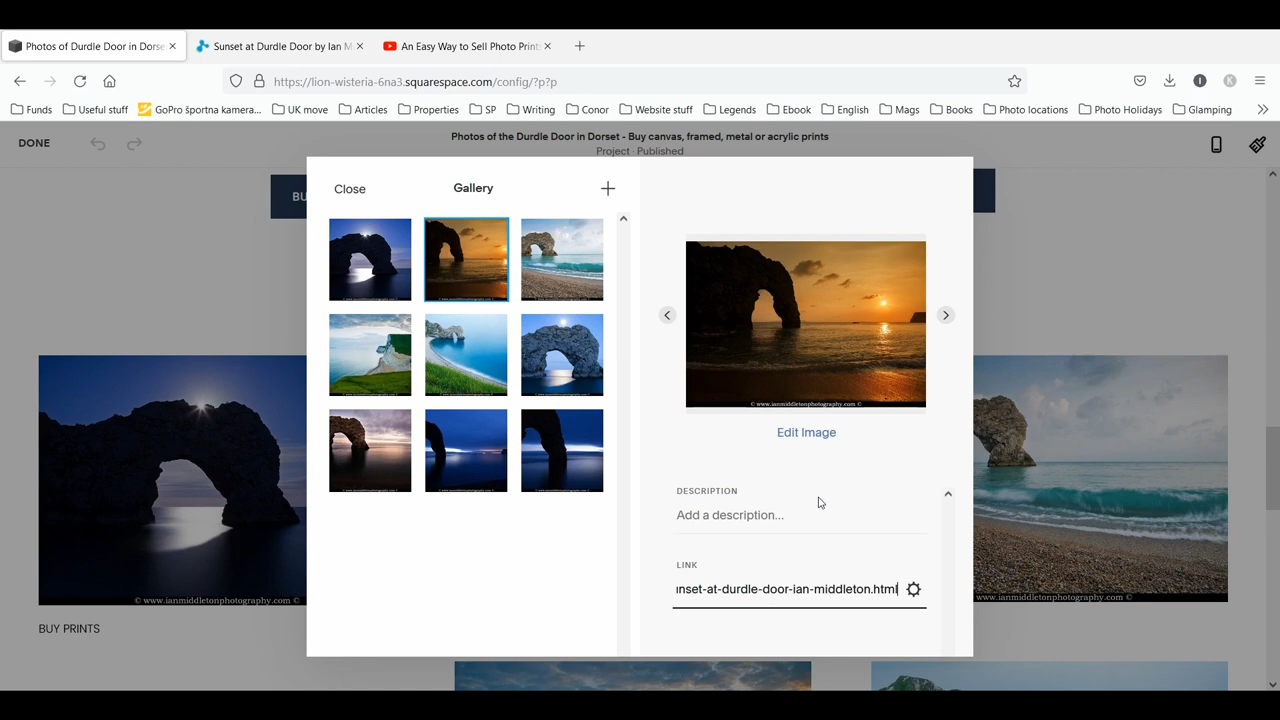 Photos of Durdle Door in Dorse
Sunset at Durdle Door by Ian M
An Easy Way to Sell Photo Print
https://lion-wisteria-6na3.squarespace.com/config/?p?p
Funds
Useful stuff
GoPro športna kamera...
UK move
Articles
Properties
SP
Writing
Conor
Website stuff
Legends
Ebook
English
Mags
Books
Photo locations
Photo Holidays
Glamping
DONE
Photos of the Durdle Door in Dorset - Buy canvas, framed, metal or acrylic prints
Project · Published
BU
Close
Gallery
© www.ianmiddletonphotography.com ©
Edit Image
DESCRIPTION
Add a description...
LINK
nset-at-durdle-door-ian-middleton.html
© www.ianmiddletonphotography.com ©
www.ianmiddletonphotography.com ©
BUY PRINTS